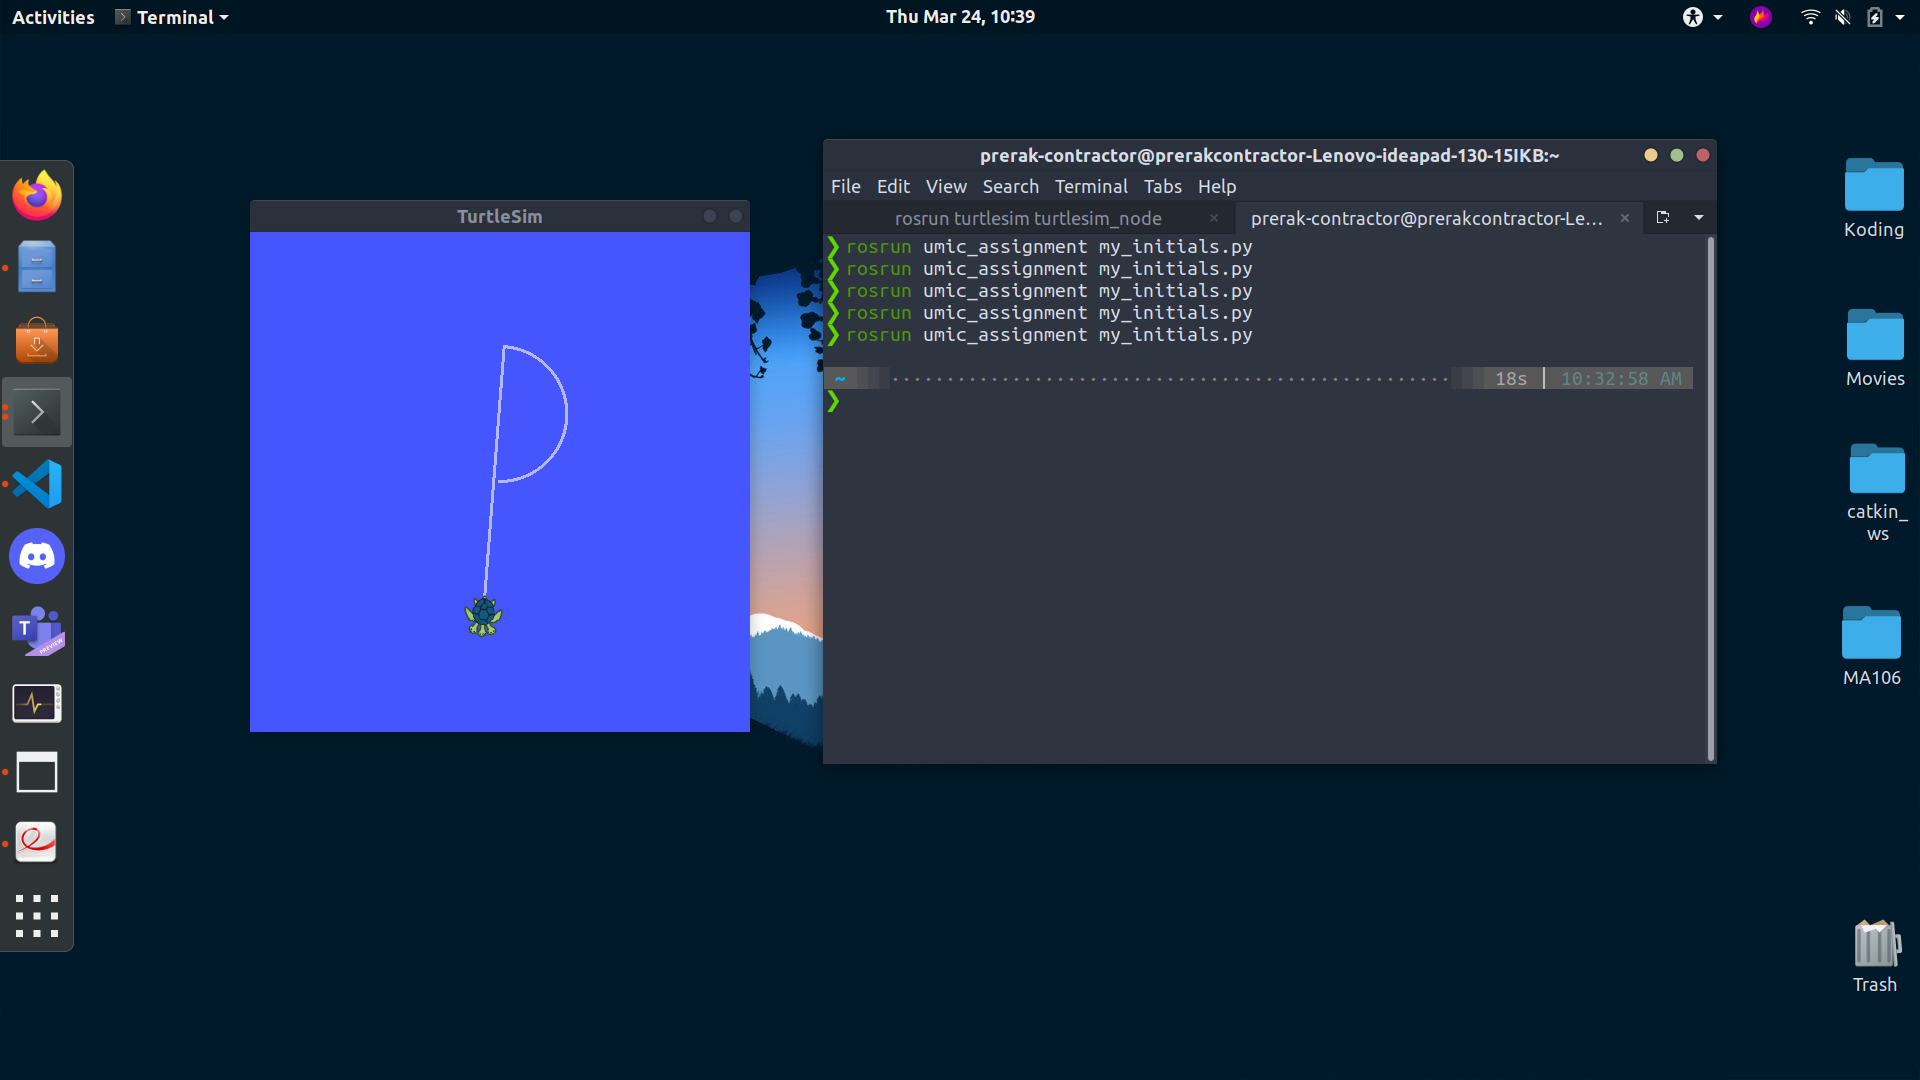 Activities Terminal Thu Mar 24, 10:39
TurtleSim
prerak-contractor@prerakcontractor-Lenovo-ideapad-130-15IKB:~
File Edit View Search Terminal Tabs Help
rosrun turtlesim turtlesim_node × prerak-contractor@prerakcontractor-Le... ×
❯ rosrun umic_assignment my_initials.py
❯ rosrun umic_assignment my_initials.py
❯ rosrun umic_assignment my_initials.py
❯ rosrun umic_assignment my_initials.py
❯ rosrun umic_assignment my_initials.py
~ 18s | 10:32:58 AM
❯
Koding
Movies
catkin_
ws
MA106
Trash
T
PREVIEW